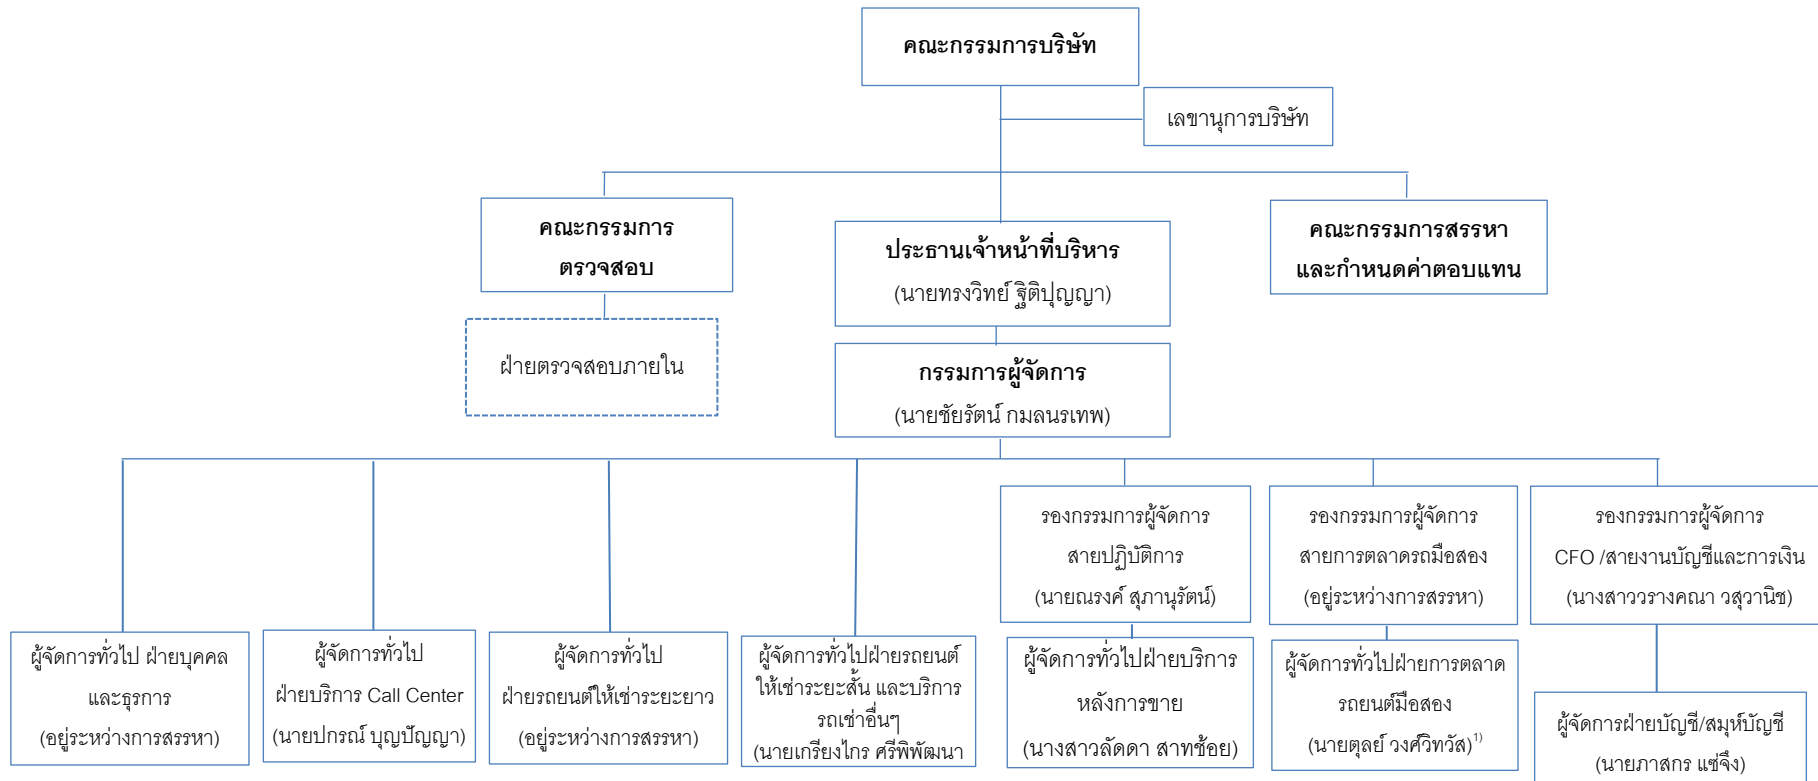 คณะกรรมการบริษัท
เลขานุการบริษัท
คณะกรรมการ
ตรวจสอบ
ประธานเจ้าหน้าที่บริหาร
(นายทรงวิทย์ ฐิติปุญญา)
คณะกรรมการสรรหา
และกำหนดค่าตอบแทน
ฝ่ายตรวจสอบภายใน
กรรมการผู้จัดการ
(นายชัยรัตน์ กมลนรเทพ)
รองกรรมการผู้จัดการ
สายปฏิบัติการ
(นายณรงค์ สุภานุรัตน์)
รองกรรมการผู้จัดการ
สายการตลาดรถมือสอง
(อยู่ระหว่างการสรรหา)
รองกรรมการผู้จัดการ
CFO /สายงานบัญชีและการเงิน
(นางสาววรางคณา วสุวานิช)
ผู้จัดการทั่วไป ฝ่ายบุคคล
และธุรการ
(อยู่ระหว่างการสรรหา)
ผู้จัดการทั่วไป
ฝ่ายบริการ Call Center
(นายปกรณ์ บุญปัญญา)
ผู้จัดการทั่วไป
ฝ่ายรถยนต์ให้เช่าระยะยาว
(อยู่ระหว่างการสรรหา)
ผู้จัดการทั่วไปฝ่ายรถยนต์
ให้เช่าระยะสั้น และบริการ
รถเช่าอื่นๆ
(นายเกรียงไกร ศรีพิพัฒนา
ผู้จัดการทั่วไปฝ่ายบริการ
หลังการขาย
(นางสาวลัดดา สาทช้อย)
ผู้จัดการทั่วไปฝ่ายการตลาด
รถยนต์มือสอง
(นายตุลย์ วงศ์วิทวัส)1)
ผู้จัดการฝ่ายบัญชี/สมุห์บัญชี
(นายภาสกร แซ่จึง)